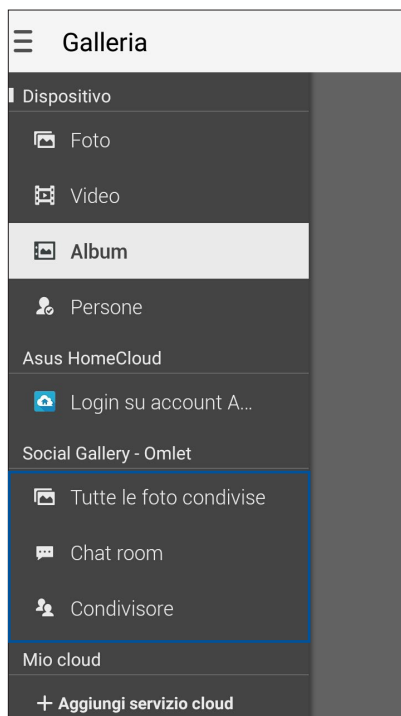 Galleria
Dispositivo
Foto
Video
Album
Persone
Asus HomeCloud
Login su account A...
Social Gallery - Omlet
Tutte le foto condivise
Chat room
Condivisore
Mio cloud
+ Aggiungi servizio cloud